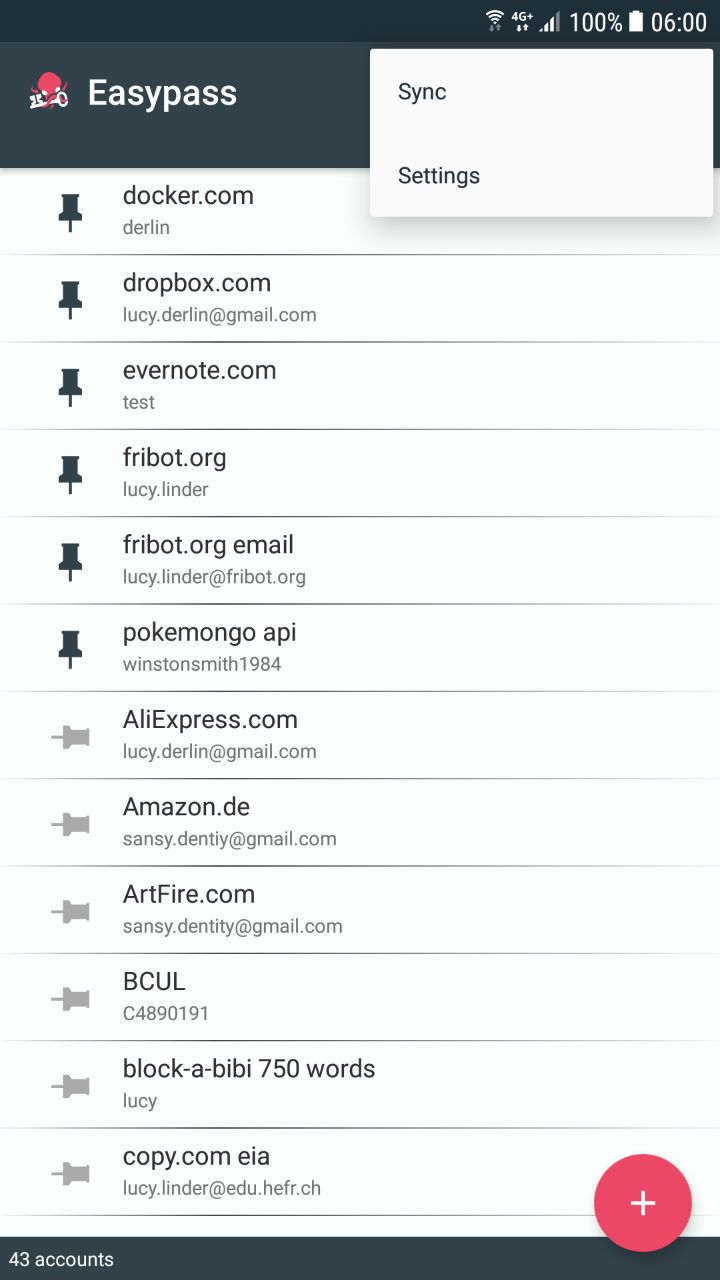 4G+ 100% 06:00
Easypass
Sync
Settings
docker.com
derlin
dropbox.com
lucy.derlin@gmail.com
evernote.com
test
fribot.org
lucy.linder
fribot.org email
lucy.linder@fribot.org
pokemongo api
winstonsmith1984
AliExpress.com
lucy.derlin@gmail.com
Amazon.de
sansy.dentiy@gmail.com
ArtFire.com
sansy.dentity@gmail.com
BCUL
C4890191
block-a-bibi 750 words
lucy
copy.com eia
lucy.linder@edu.hefr.ch
43 accounts